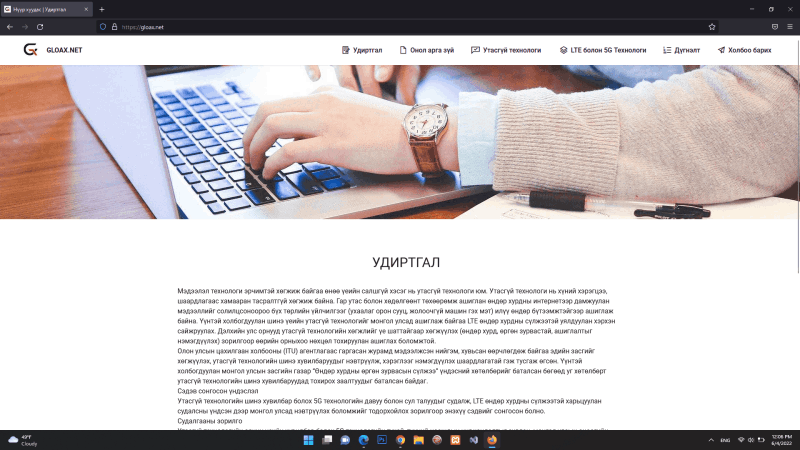 Нүүр хуудас | Удиртгал
https://gloax.net
GLOAX.NET
Удиртгал
Онол арга зүй
Утасгүй технологи
LTE болон 5G Технологи
Дүгнэлт
Холбоо барих
УДИРТГАЛ
Мэдээлэл технологи эрчимтэй хөгжиж байгаа өнөө үеийн салшгүй хэсэг нь утасгүй технологи юм. Утасгүй технологи нь хүний хэрэгцээ,
шаардлагаас хамааран тасралтгүй хөгжиж байна. Гар утас болон хөдөлгөөнт төхөөрөмж ашиглан өндөр хурдны интернетээр дамжуулан
мэдээллийг солилцсоноороо бүх төрлийн үйлчилгээг (ухаалаг орон сууц, жолоочгүй машин гэх мэт) илүү өндөр бүтээмжтэйгээр ашиглаж
байна. Үүнтэй холбогдуулан шинэ үеийн утасгүй технологийг монгол улсад ашиглаж байгаа LTE өндөр хурдны сүлжээтэй уялдуулан хэрхэн
сайжруулах. Дэлхийн улс орнууд утасгүй технологийн хөгжлийг үе шаттайгаар хөгжүүлэх (өндөр хурд, өргөн зурвастай, ашиглалтыг
нэмэгдүүлэх) зорилгоор өөрийн орныхоо нөхцөл тохируулан ашиглах боломжтой.
Олон улсын цахилгаан холбооны (ITU) агентлагаас гаргасан журамд мэдээлжсэн нийгэм, хувьсан өөрчлөгдөж байгаа эдийн засгийг
хөгжүүлэх, утасгүй технологийн шинэ хувилбаруудыг нэвтрүүлж, хэрэглээг нэмэгдүүлэх шаардлагатай гэж тусгаж өгсөн. Үүнтэй
холбогдуулан монгол улсын засгийн газар "Өндөр хурдны өргөн зурвасын сүлжээ" үндэсний хөтөлбөрийг баталсан бөгөөд уг хөтөлбөрт
утасгүй технологийн шинэ хувилбаруудад тохирох заалтуудыг баталсан байдаг.
Сэдэв сонгосон үндэслэл
Утасгүй технологийн шинэ хувилбар болох 5G технологийн давуу болон сул талуудыг судалж, LTE өндөр хурдны сүлжээтэй харьцуулан
судалсны үндсэн дээр монгол улсад нэвтрүүлэх боломжийг тодорхойлох зорилгоор энэхүү сэдвийг сонгосон болно.
Судалгааны зорилго
49°F
Cloudy
ENG
12:06 PM
6/4/2022